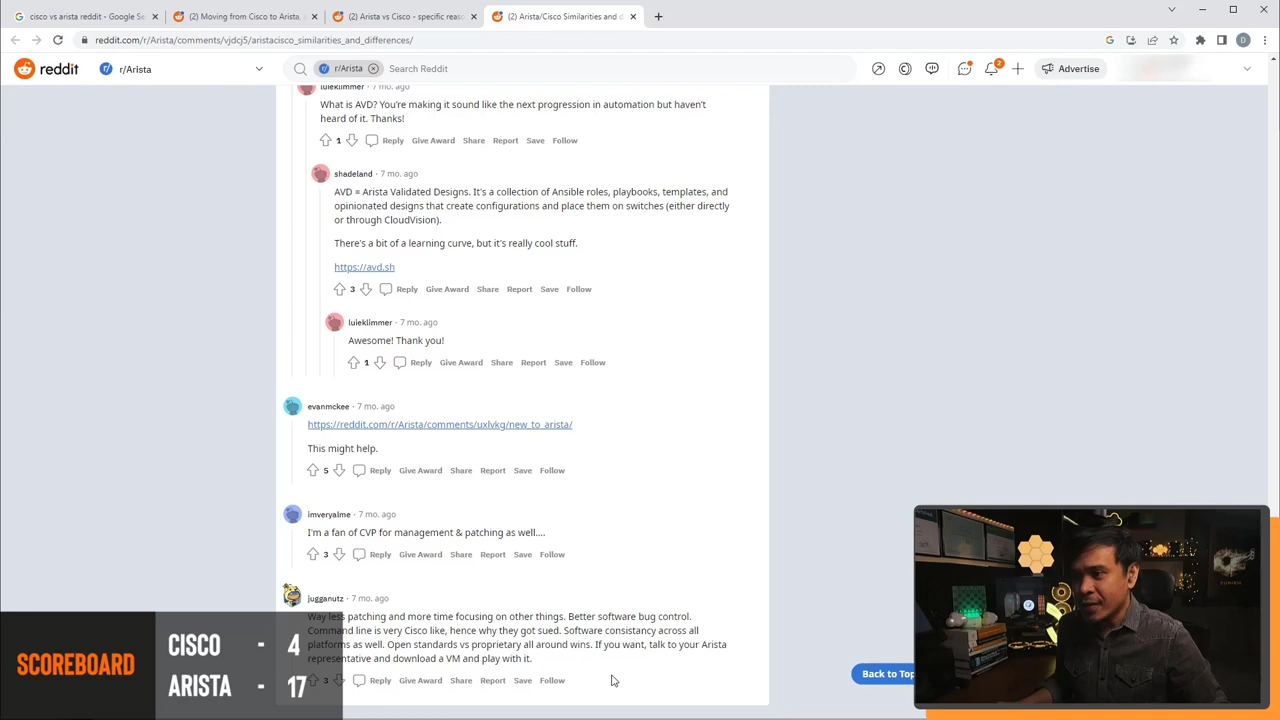 cisco vs arista reddit - Google Se
(2) Moving from Cisco to Arista,
(2) Arista vs Cisco - specific reaso
(2) Arista/Cisco Similarities and d
reddit.com/r/Arista/comments/vjdcj5/aristacisco_similarities_and_differences/
D
reddit
r/Arista
r/Arista
Search Reddit
2
Advertise
luieklimmer · 7 mo. ago
What is AVD? You're making it sound like the next progression in automation but haven't
heard of it. Thanks!
1 Reply Give Award Share Report Save Follow
shadeland · 7 mo. ago
AVD = Arista Validated Designs. It's a collection of Ansible roles, playbooks, templates, and
opinionated designs that create configurations and place them on switches (either directly
or through CloudVision).
There's a bit of a learning curve, but it's really cool stuff.
https://avd.sh
3 Reply Give Award Share Report Save Follow
luieklimmer · 7 mo. ago
Awesome! Thank you!
1 Reply Give Award Share Report Save Follow
evanmckee · 7 mo. ago
https://reddit.com/r/Arista/comments/uxlvkg/new_to_arista/
This might help.
5 Reply Give Award Share Report Save Follow
imveryalme · 7 mo. ago
I'm a fan of CVP for management & patching as well....
3 Reply Give Award Share Report Save Follow
jugganutz · 7 mo. ago
Way less patching and more time focusing on other things. Better software bug control.
Command line is very Cisco like, hence why they got sued. Software consistancy across all
platforms as well. Open standards vs proprietary all around wins. If you want, talk to your Arista
representative and download a VM and play with it.
3 Reply Give Award Share Report Save Follow
Back to Top
SCOREBOARD
CISCO - 4
ARISTA - 17